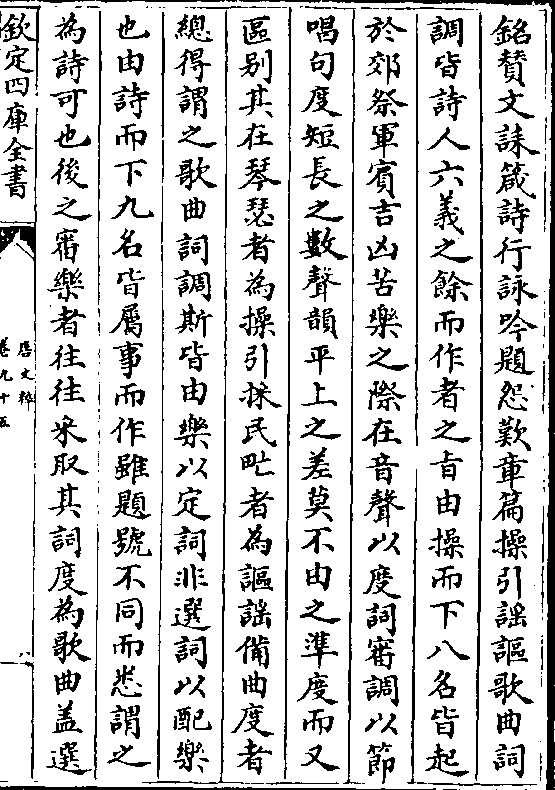 銘賛文誄箴詩行詠吟題怨歎章篇操引謡謳歌曲詞
調皆詩人六義之餘而作者之㫖由操而下八名皆起
於郊祭軍賓吉凶苦樂之際在音聲以度詞審調以節
唱句度短長之數聲韻平上之差莫不由之準度而又
區别其在琴瑟者為操引採民甿者為謳謡備曲度者
總得謂之歌曲詞調斯皆由樂以定詞非選詞以配樂
也由詩而下九名皆屬事而作雖題號不同而悉謂之
為詩可也後之審樂者往往采取其詞度為歌曲盖選
欽定四庫全書
唐文粹
卷九十五
八